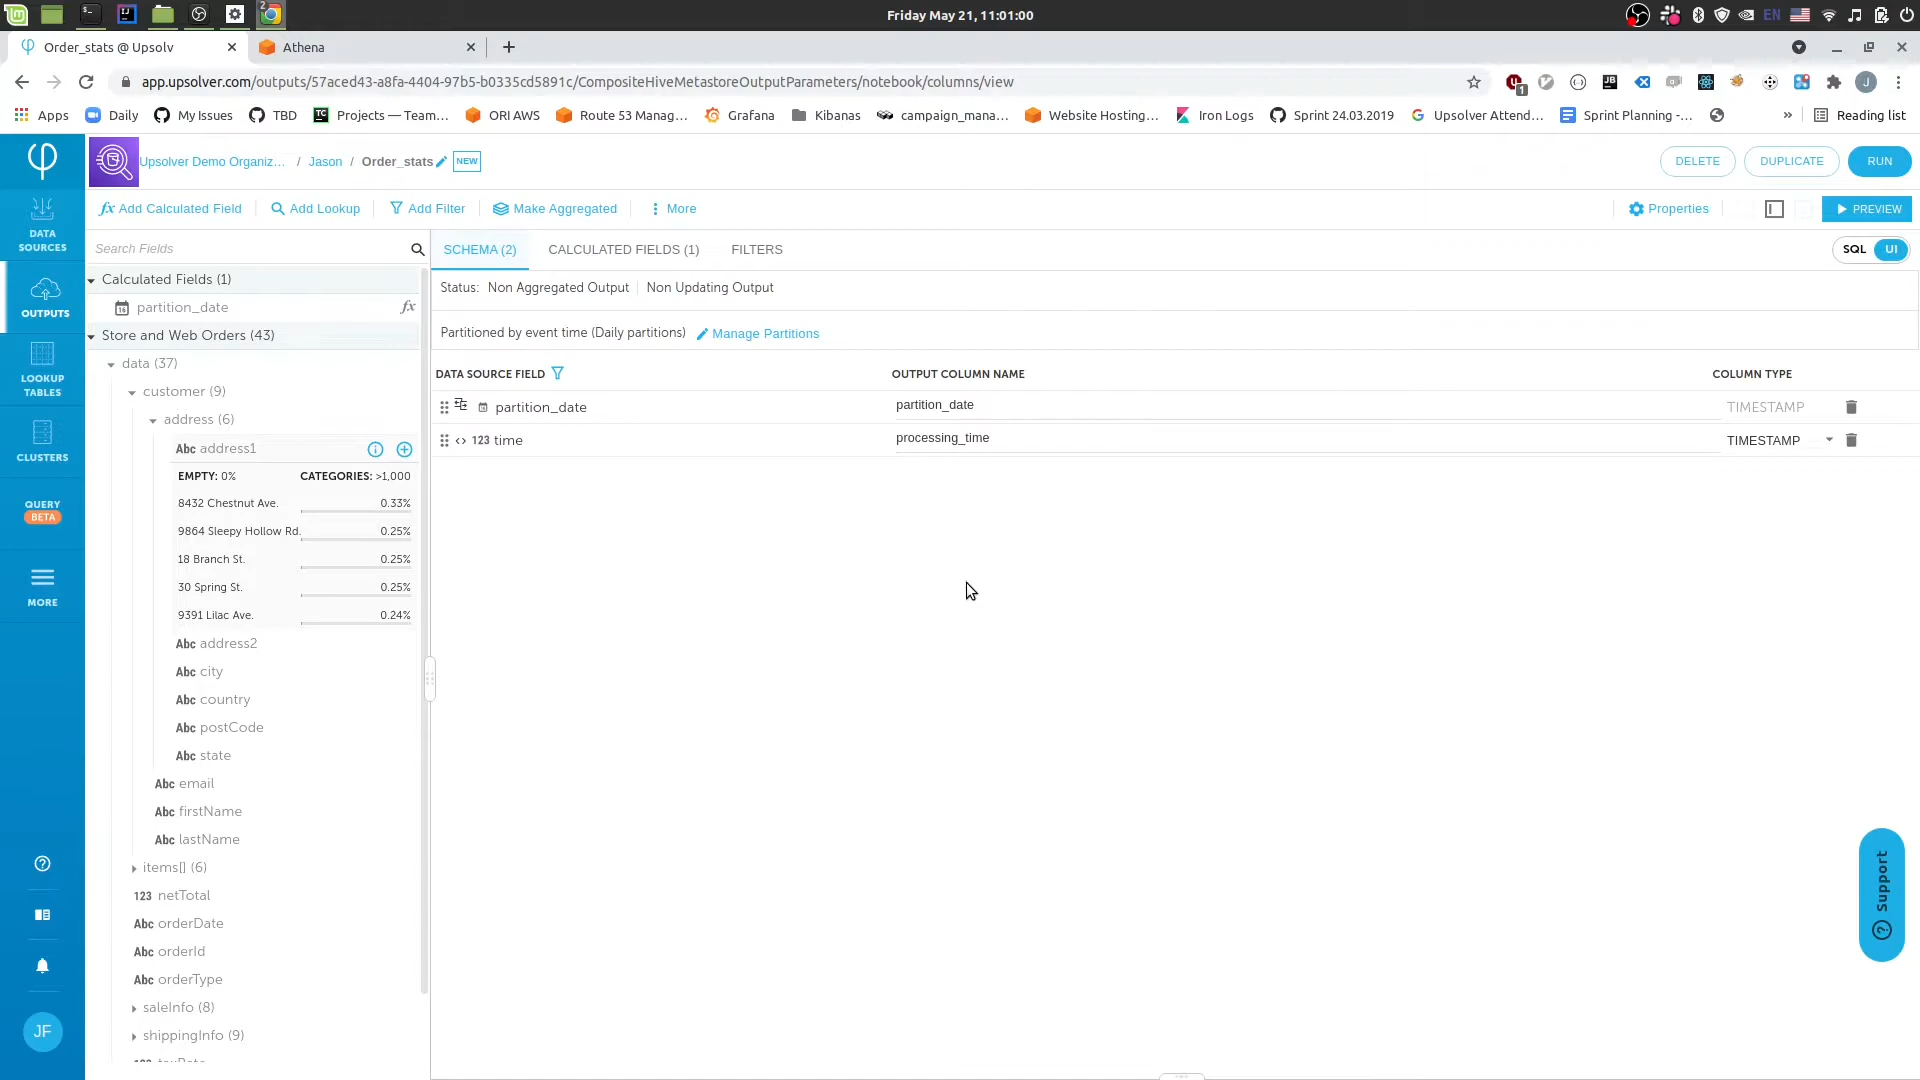 Friday May 21, 11:01:00
EN
Order_stats @ Upsolv
Athena
app.upsolver.com/outputs/57aced43-a8fa-4404-97b5-b0335cd5891c/CompositeHiveMetastoreOutputParameters/notebook/columns/view
Apps
Daily
My Issues
TBD
Projects — Team...
ORI AWS
Route 53 Manag...
Grafana
Kibanas
campaign_mana...
Website Hosting...
Iron Logs
Sprint 24.03.2019
Upsolver Attend...
Sprint Planning -...
»
Reading list
Upsolver Demo Organiz... / Jason / Order_stats NEW
DELETE
DUPLICATE
RUN
fx Add Calculated Field
Add Lookup
Add Filter
Make Aggregated
More
Properties
PREVIEW
DATA SOURCES
OUTPUTS
LOOKUP TABLES
CLUSTERS
QUERY BETA
MORE
JF
Search Fields
Calculated Fields (1)
16 partition_date fx
Store and Web Orders (43)
data (37)
customer (9)
address (6)
Abc address1
EMPTY: 0% CATEGORIES: >1,000
8432 Chestnut Ave. 0.33%
9864 Sleepy Hollow Rd. 0.25%
18 Branch St. 0.25%
30 Spring St. 0.25%
9391 Lilac Ave. 0.24%
Abc address2
Abc city
Abc country
Abc postCode
Abc state
Abc email
Abc firstName
Abc lastName
items[] (6)
123 netTotal
Abc orderDate
Abc orderId
Abc orderType
saleInfo (8)
shippingInfo (9)
SCHEMA (2)
CALCULATED FIELDS (1)
FILTERS
SQL UI
Status: Non Aggregated Output Non Updating Output
Partitioned by event time (Daily partitions) Manage Partitions
DATA SOURCE FIELD OUTPUT COLUMN NAME COLUMN TYPE
partition_date partition_date TIMESTAMP
<> 123 time processing_time TIMESTAMP
Support